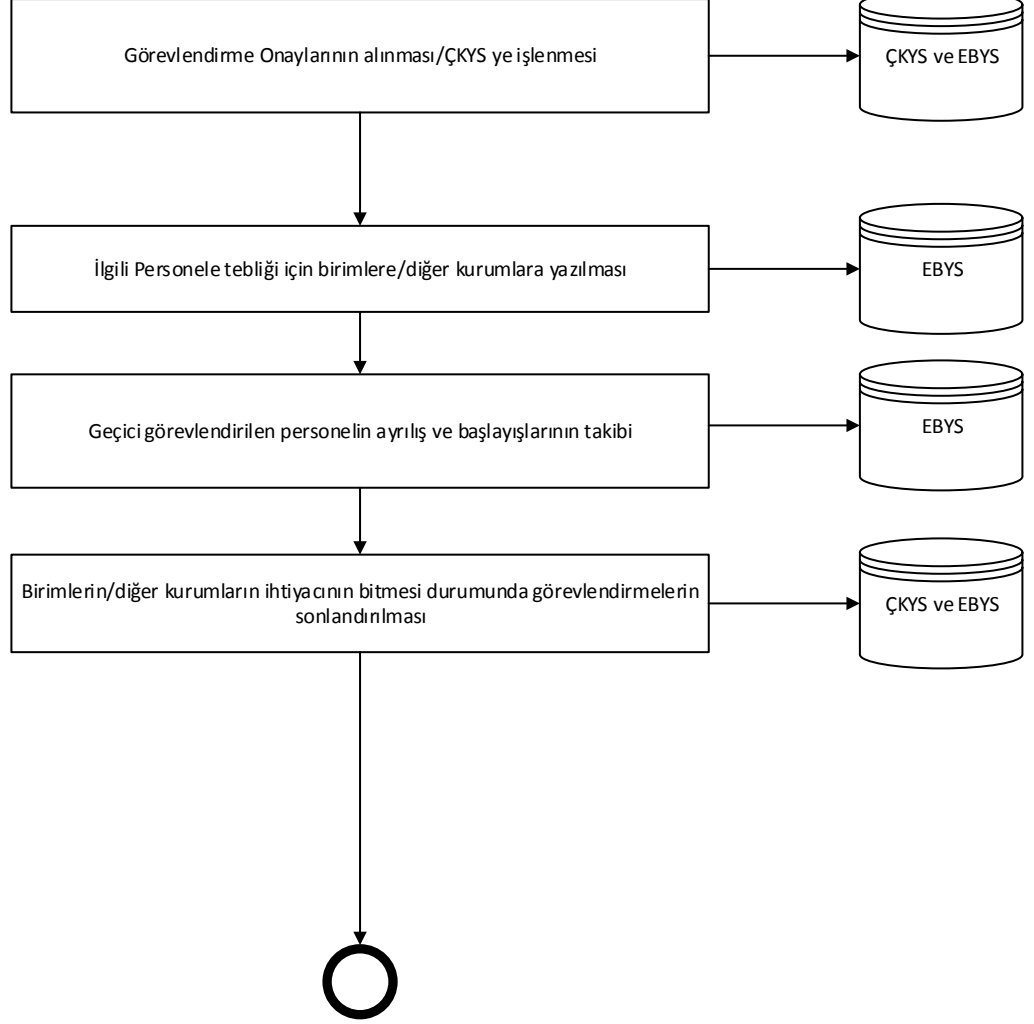 Görevlendirme Onaylarının alınması/ÇKYS ye işlenmesi
ÇKYS ve EBYS
İlgili Personele tebliği için birimlere/diğer kurumlara yazılması
EBYS
Geçici görevlendirilen personelin ayrılış ve başlayışlarının takibi
EBYS
Birimlerin/diğer kurumların ihtiyacının bitmesi durumunda görevlendirmelerin
sonlandırılması
ÇKYS ve EBYS